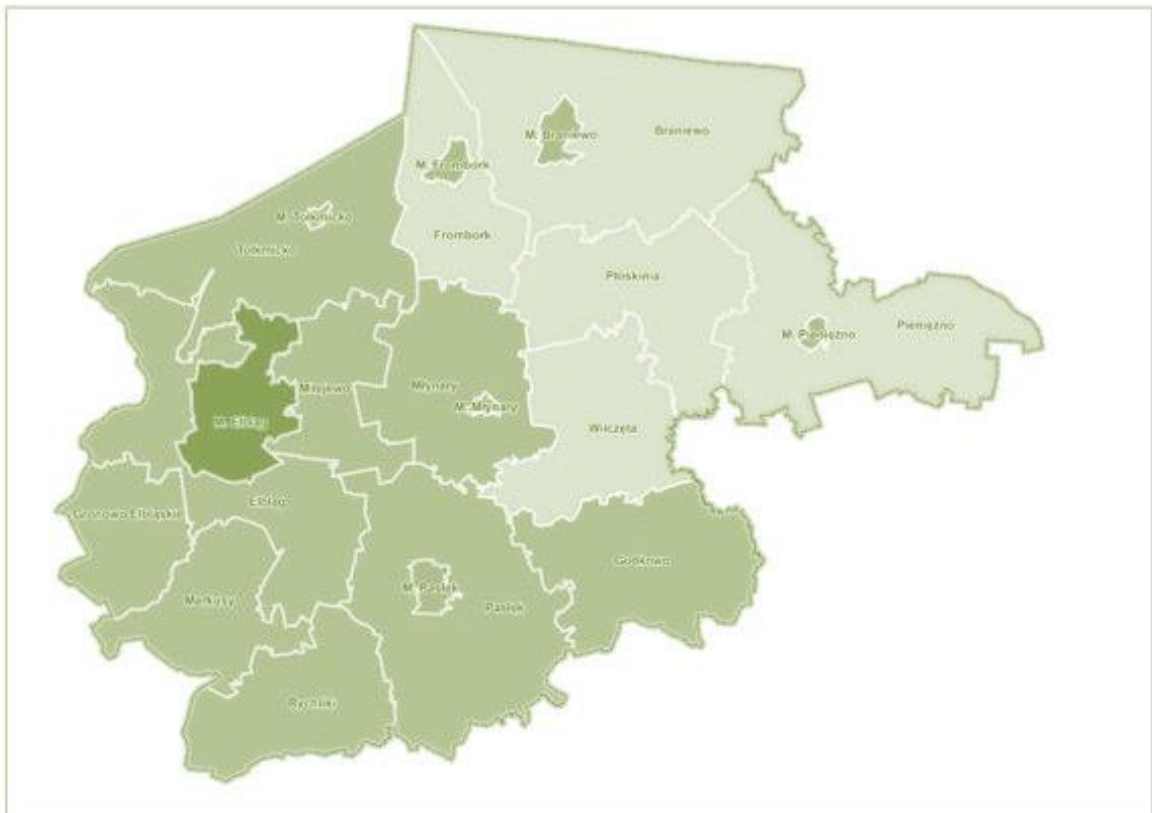 M. Braniewo
Braniewo
M. Frombork
M. Tolkmicko
Frombork
Tolkmicko
Płoskinia
Pieniężno
M. Pieniężno
Milejewo
Młynary
M. Młynary
M. Elbląg
Wilczęta
Elbląg
Gronowo Elbląskie
Godkowo
M. Pasłęk
Markusy
Pasłęk
Rychliki